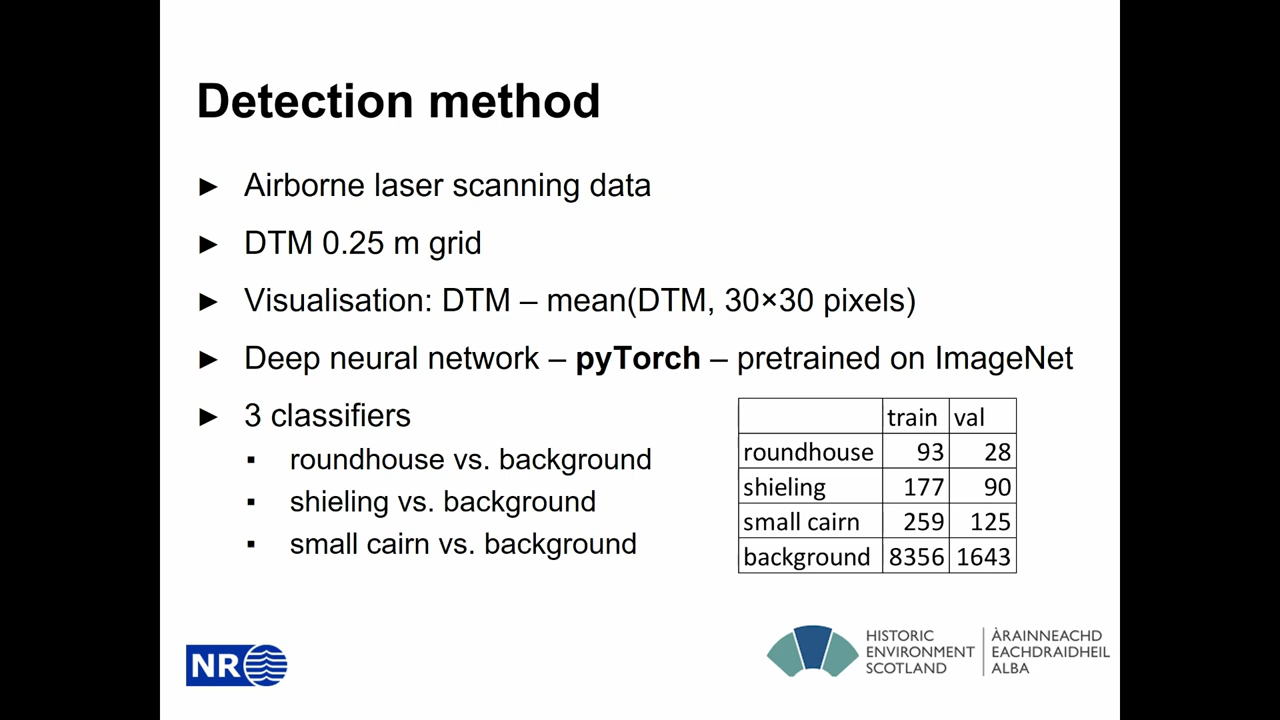 Detection method
► Airborne laser scanning data
► DTM 0.25 m grid
► Visualisation: DTM – mean(DTM, 30×30 pixels)
► Deep neural network – pyTorch – pretrained on ImageNet
► 3 classifiers
▪ roundhouse vs. background
▪ shieling vs. background
▪ small cairn vs. background
train val
roundhouse 93 28
shieling 177 90
small cairn 259 125
background 8356 1643
NR
HISTORIC
ENVIRONMENT
SCOTLAND
ÀRAINNEACHD
EACHDRAIDHEIL
ALBA